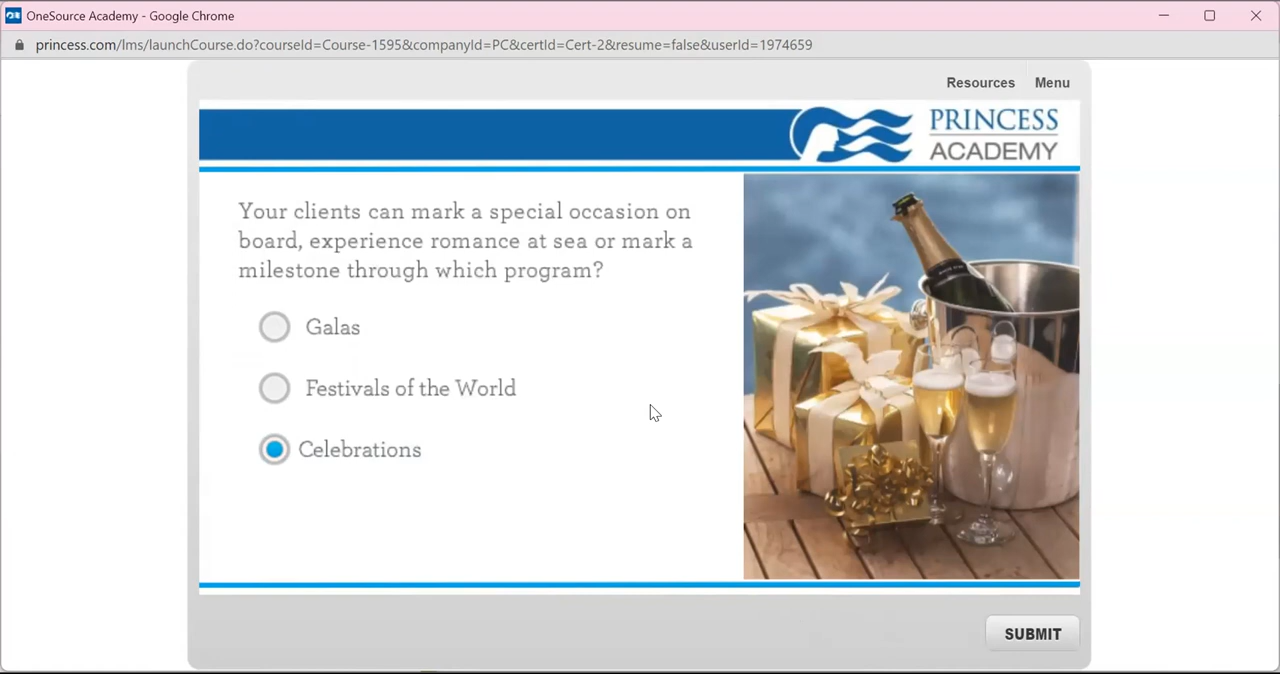 OneSource Academy - Google Chrome
princess.com/lms/launchCourse.do?courseId=Course-1595&companyId=PC&certId=Cert-2&resume=false&userId=1974659
Resources Menu
PRINCESS
ACADEMY
Your clients can mark a special occasion on
board, experience romance at sea or mark a
milestone through which program?
Galas
Festivals of the World
Celebrations
SUBMIT